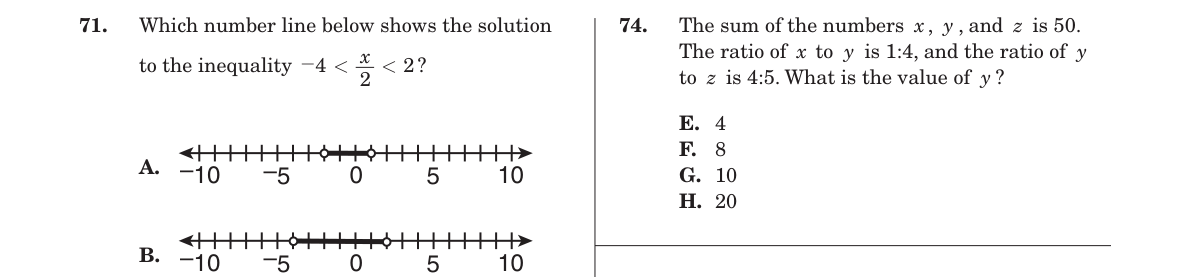 71. Which number line below shows the solution
to the inequality −4 < x/2 < 2?
A. −10 −5 0 5 10
B. −10 −5 0 5 10
74. The sum of the numbers x, y, and z is 50.
The ratio of x to y is 1:4, and the ratio of y
to z is 4:5. What is the value of y?
E. 4
F. 8
G. 10
H. 20